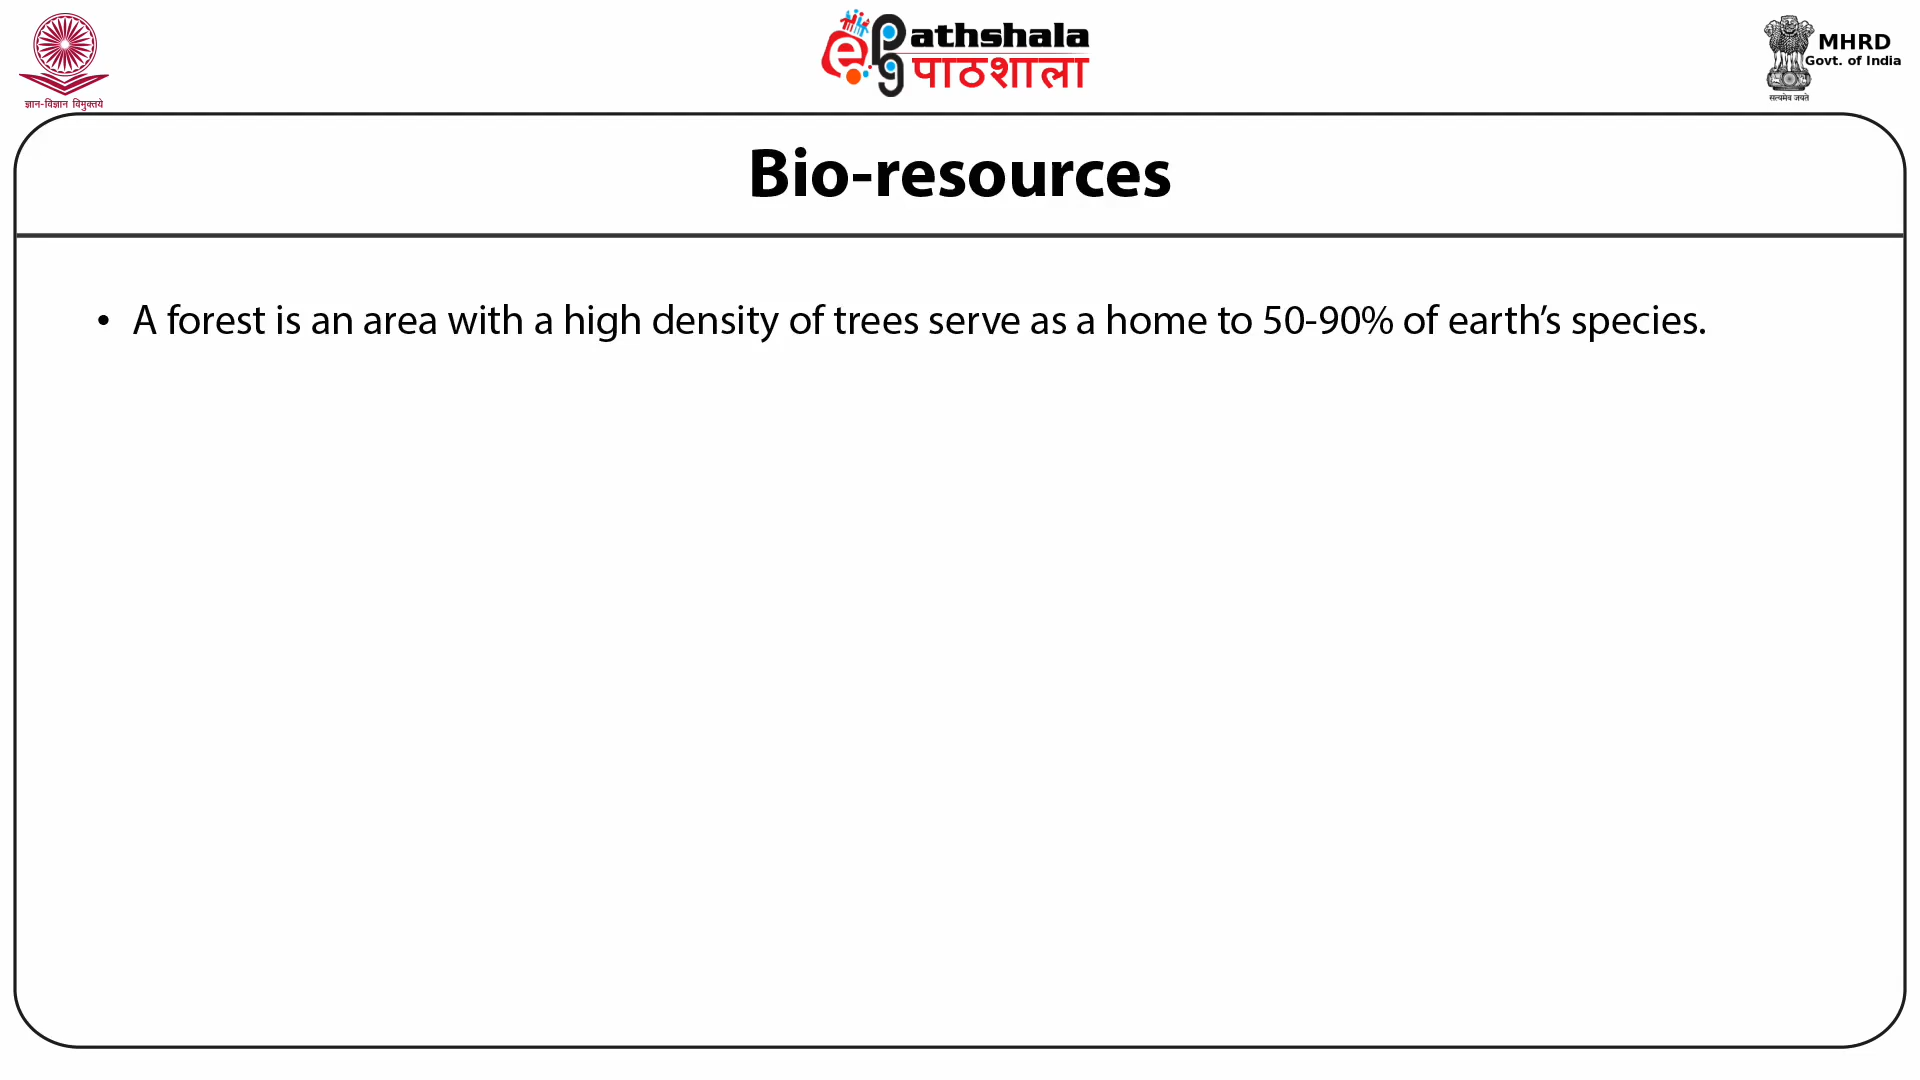 ज्ञान-विज्ञान विमुक्तये
e pg athshala
पाठशाला
MHRD
Govt. of India
सत्यमेव जयते
Bio-resources
• A forest is an area with a high density of trees serve as a home to 50-90% of earth’s species.